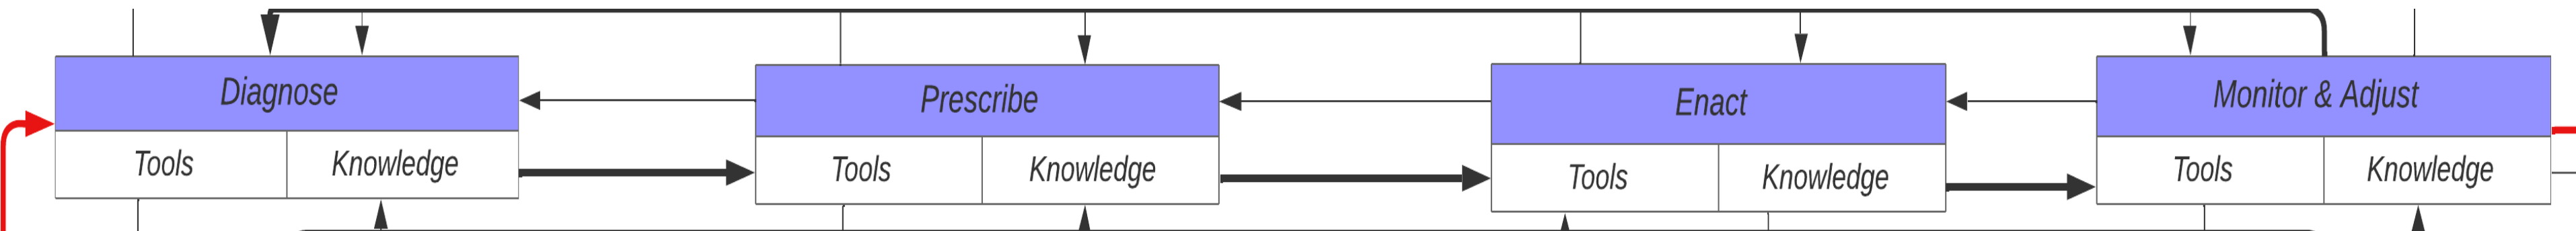 Diagnose
Prescribe
Enact
Monitor & Adjust
Tools
Knowledge
Tools
Knowledge
Tools
Knowledge
Tools
Knowledge